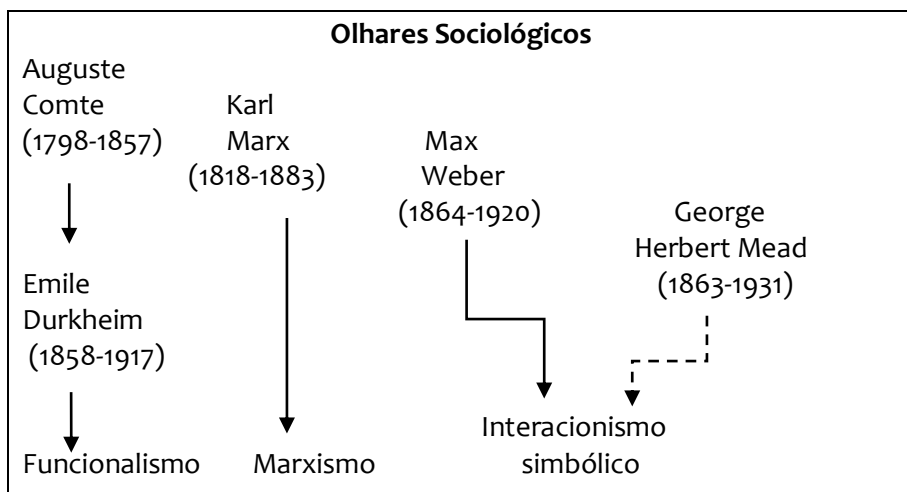 Olhares Sociológicos
Auguste
Comte
(1798-1857)
Karl
Marx
(1818-1883)
Max
Weber
(1864-1920)
George
Herbert Mead
(1863-1931)
Emile
Durkheim
(1858-1917)
Funcionalismo
Marxismo
Interacionismo
simbólico